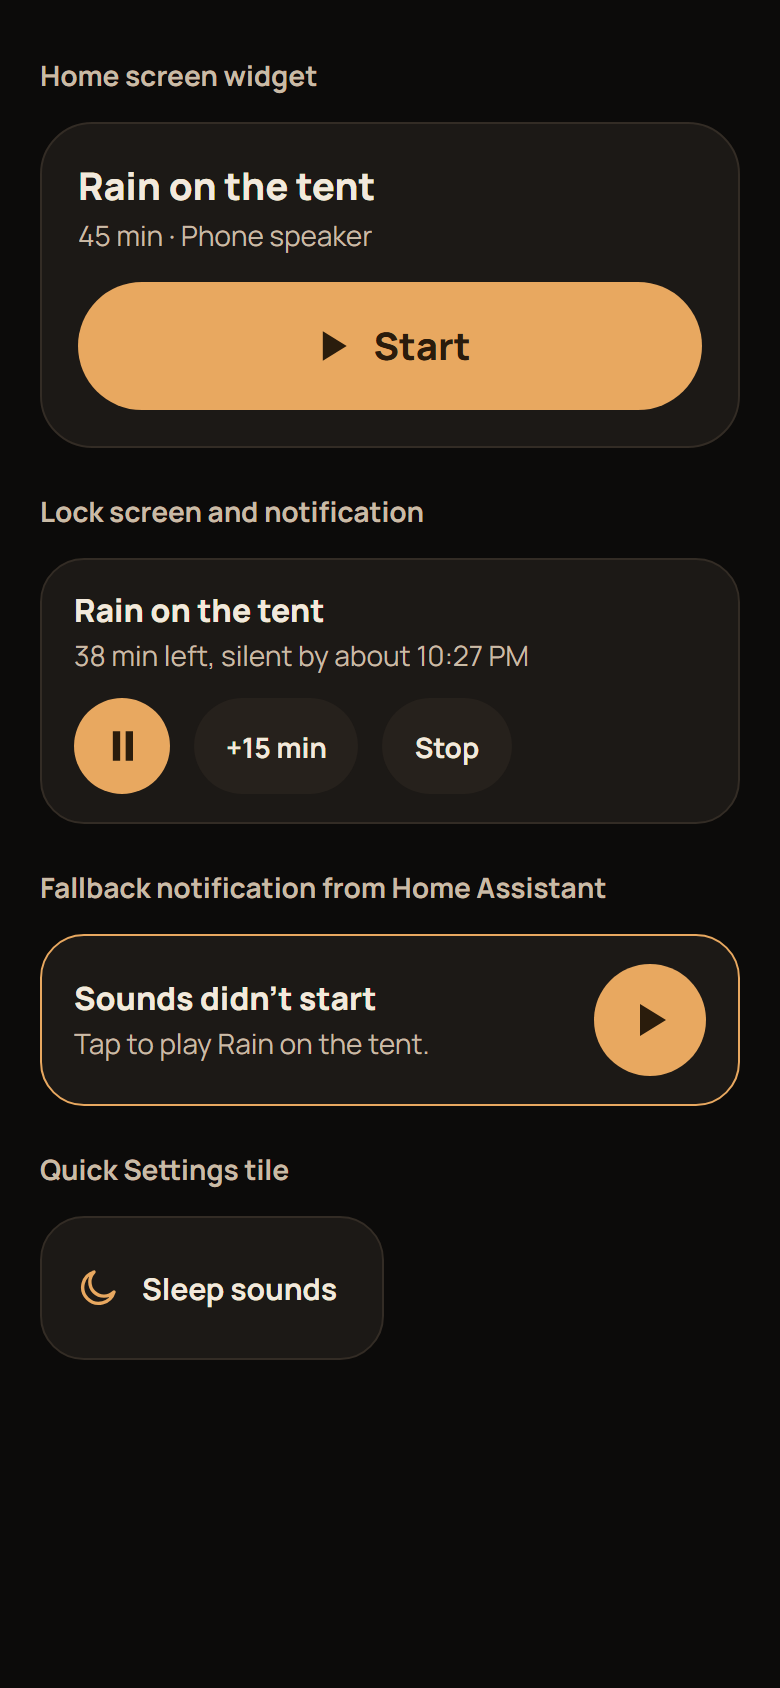 Home screen widget
Rain on the tent
45 min · Phone speaker
Start
Lock screen and notification
Rain on the tent
38 min left, silent by about 10:27 PM
+15 min
Stop
Fallback notification from Home Assistant
Sounds didn’t start
Tap to play Rain on the tent.
Quick Settings tile
Sleep sounds